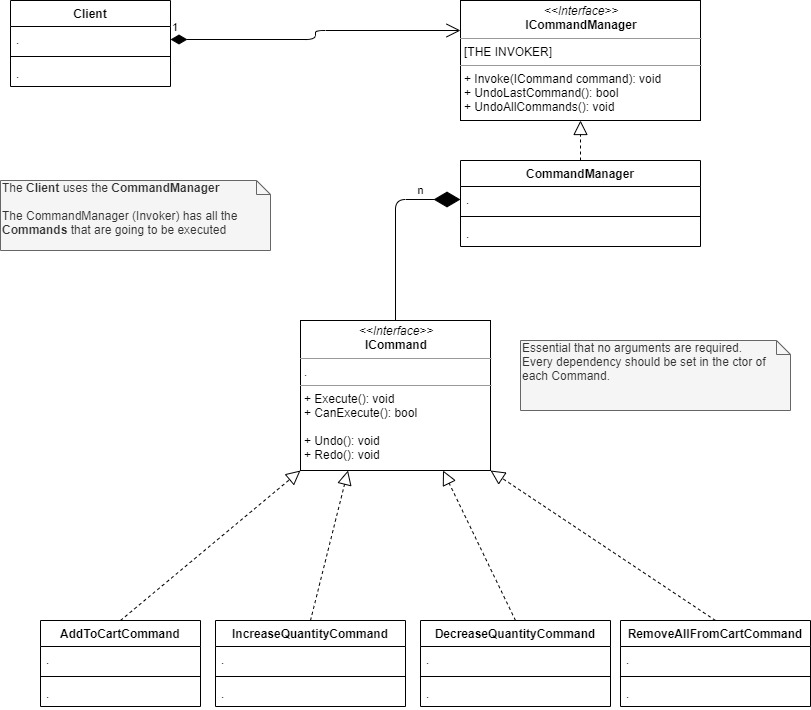 Client
.
.
1
<<Interface>>
ICommandManager
[THE INVOKER]
+ Invoke(ICommand command): void
+ UndoLastCommand(): bool
+ UndoAllCommands(): void
CommandManager
.
.
n
The Client uses the CommandManager
The CommandManager (Invoker) has all the
Commands that are going to be executed
<<Interface>>
ICommand
.
+ Execute(): void
+ CanExecute(): bool
+ Undo(): void
+ Redo(): void
Essential that no arguments are required.
Every dependency should be set in the ctor of
each Command.
AddToCartCommand
.
.
IncreaseQuantityCommand
.
.
DecreaseQuantityCommand
.
.
RemoveAllFromCartCommand
.
.